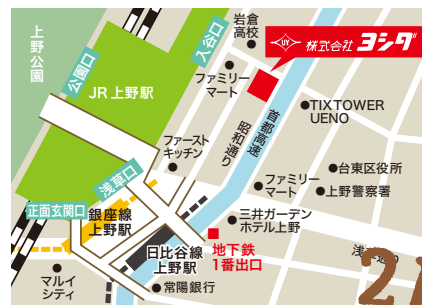 上野公園
公園口
JR 上野駅
入谷口
岩倉
高校
UY
株式会社 ヨシダ
ファミリー
マート
TIXTOWER
UENO
首都高速
昭和通り
ファースト
キッチン
浅草口
台東区役所
上野警察署
ファミリー
マート
正面玄関口
銀座線
上野駅
三井ガーデン
ホテル上野
日比谷線
上野駅
地下鉄
1番出口
マルイ
シティ
常陽銀行